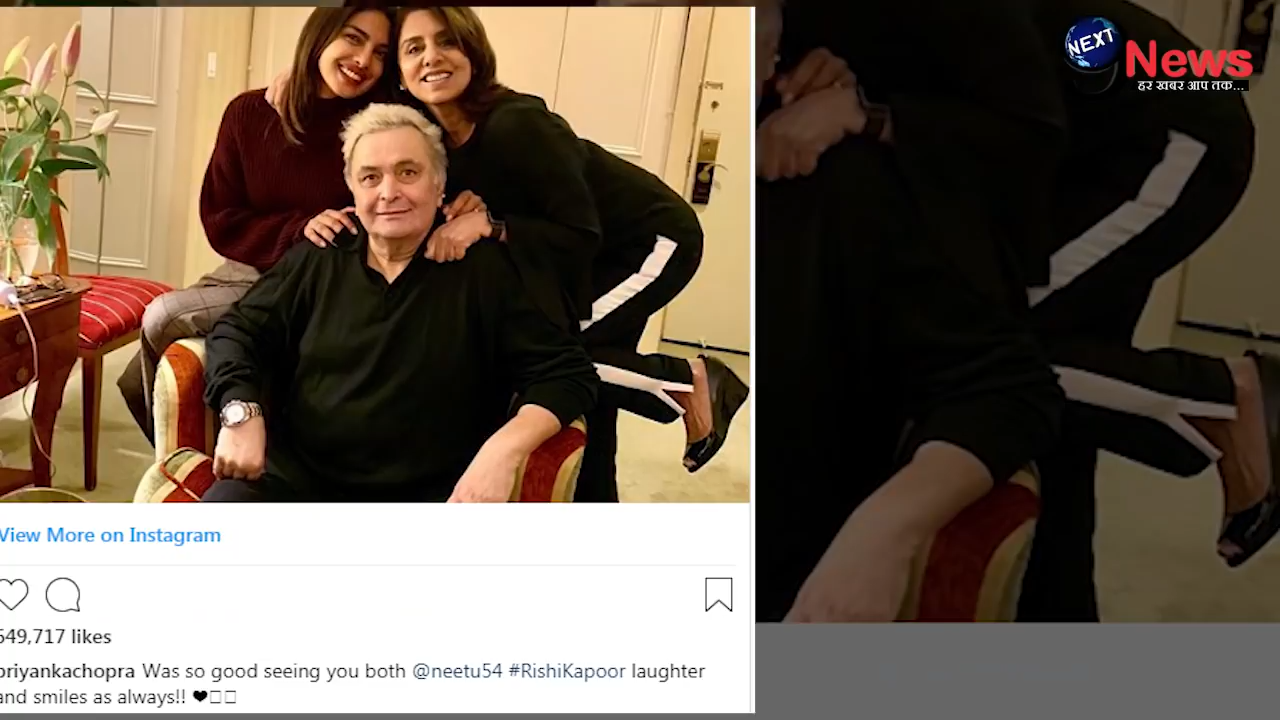 NEXT
News
हर खबर आप तक...
View More on Instagram
549,717 likes
priyankachopra Was so good seeing you both @neetu54 #RishiKapoor laughter
and smiles as always!! ❤